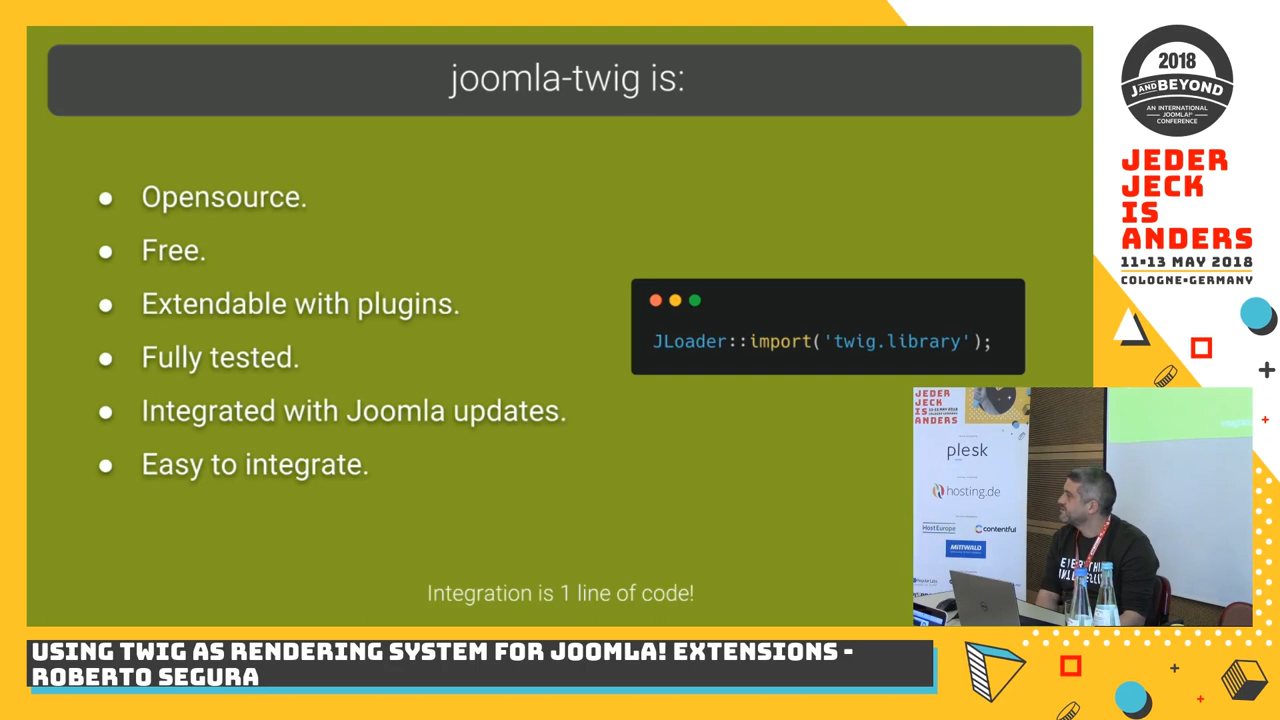 joomla-twig is:
● Opensource.
● Free.
● Extendable with plugins.
● Fully tested.
● Integrated with Joomla updates.
● Easy to integrate.
JLoader::import('twig.library');
Integration is 1 line of code!
2018
JANDBEYOND
AN INTERNATIONAL
JOOMLA!®
CONFERENCE
JEDER
JECK
IS
ANDERS
11•13 MAY 2018
COLOGNE•GERMANY
JEDER
JECK
IS
ANDERS
plesk
hosting.de
HostEurope
contentful
MITTWALD
USING TWIG AS RENDERING SYSTEM FOR JOOMLA! EXTENSIONS -
ROBERTO SEGURA